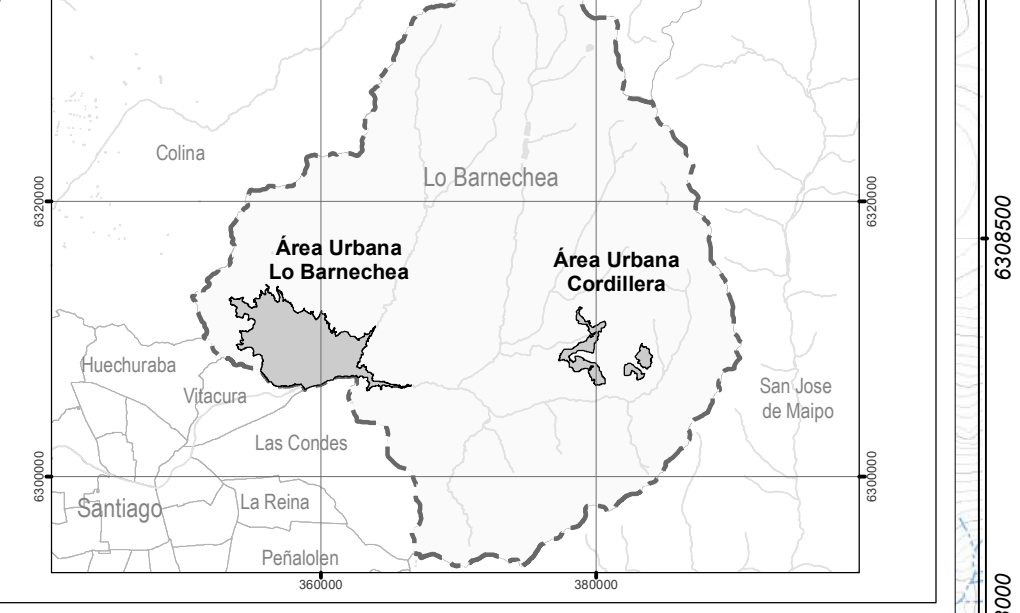 Colina
Lo Barnechea
6320000
6320000
6308500
Área Urbana
Lo Barnechea
Área Urbana
Cordillera
Huechuraba
Vitacura
San Jose
de Maipo
Las Condes
6300000
6300000
Santiago
La Reina
Peñalolen
360000
380000